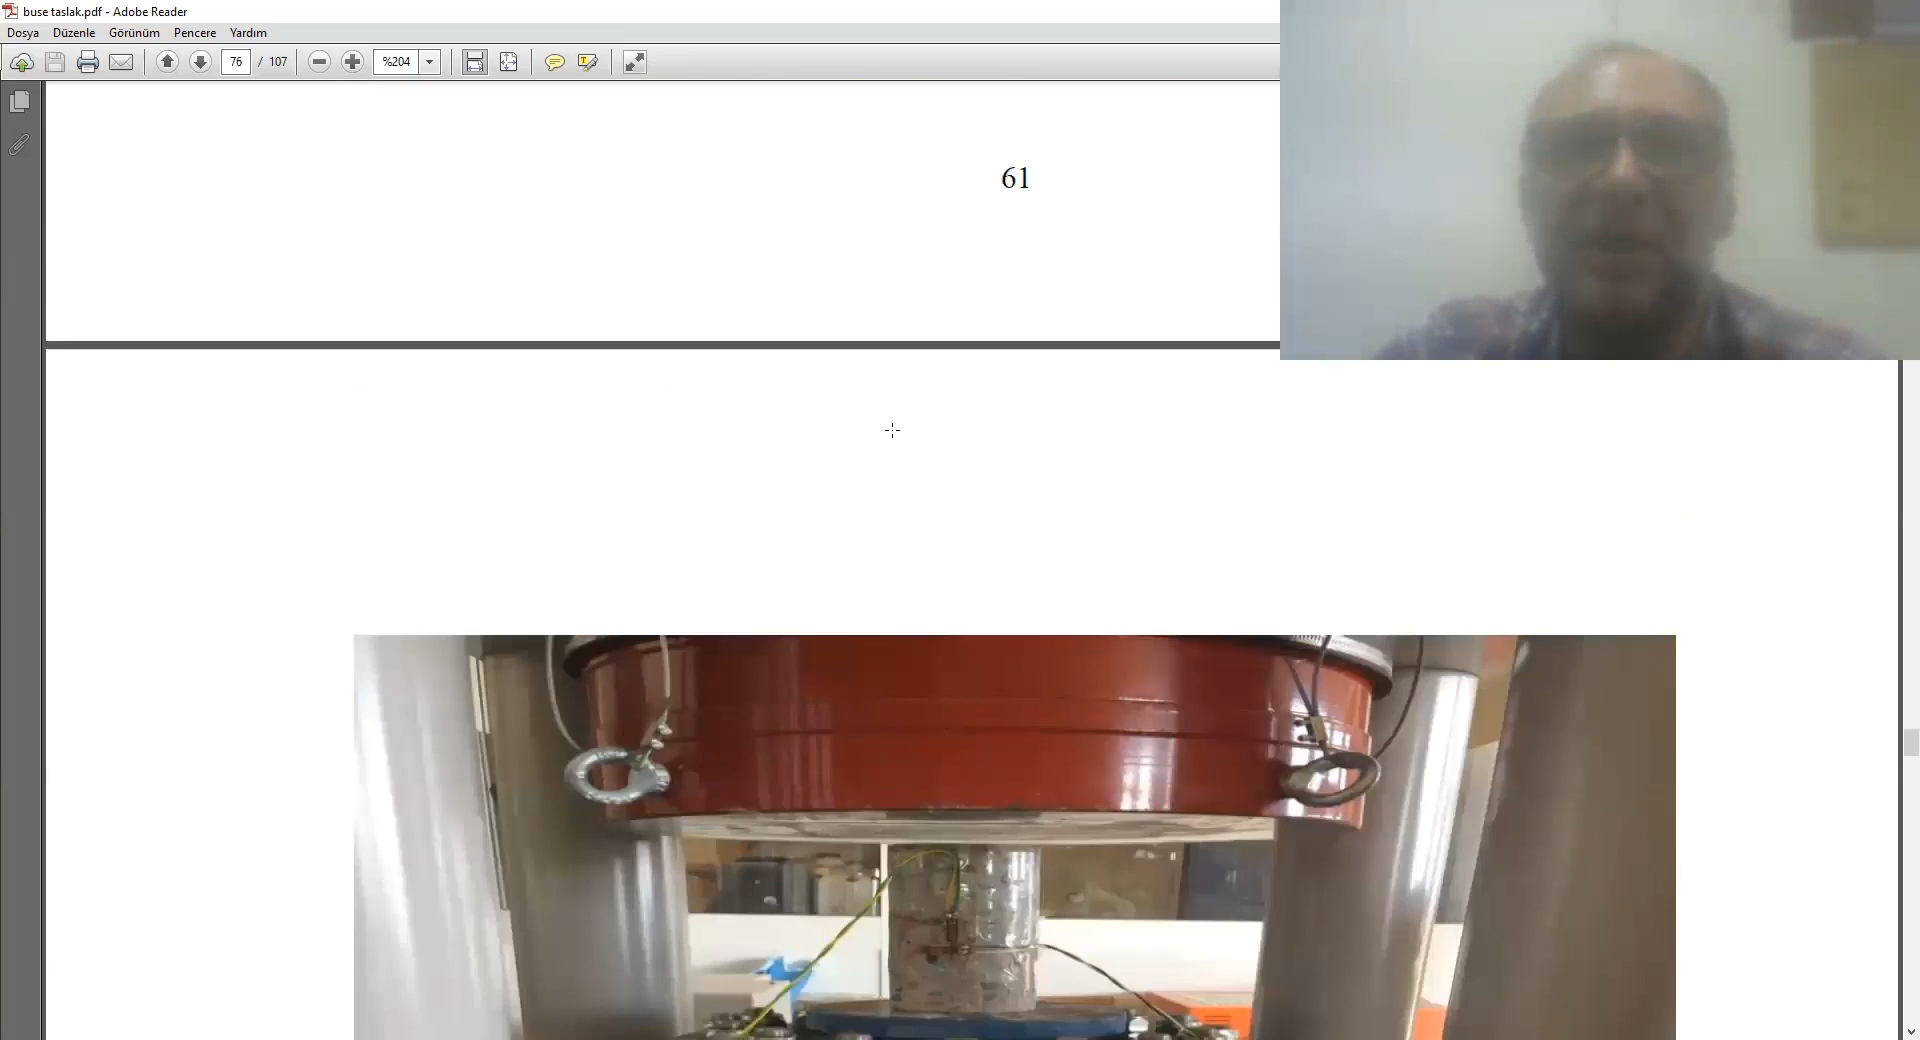 buse taslak.pdf - Adobe Reader
Dosya Düzenle Görünüm Pencere Yardım
76 / 107 %204
61